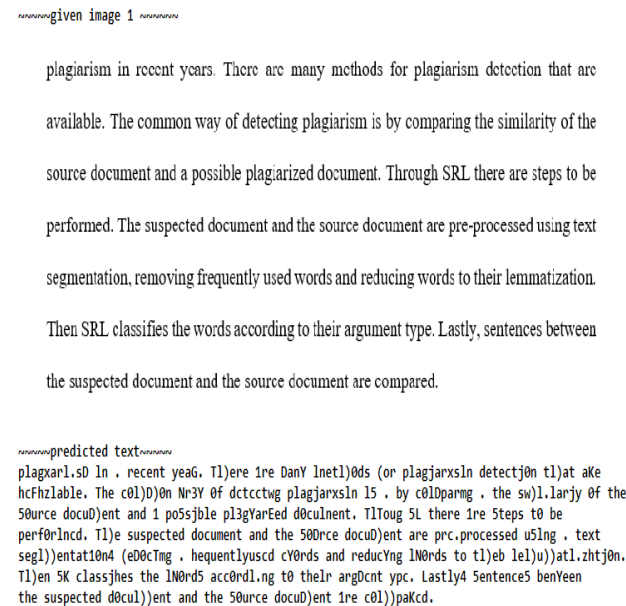 ~~~~~given image 1 ~~~~~~
plagiarism in recent years. There are many methods for plagiarism detection that are
available. The common way of detecting plagiarism is by comparing the similarity of the
source document and a possible plagiarized document. Through SRL there are steps to be
performed. The suspected document and the source document are pre-processed using text
segmentation, removing frequently used words and reducing words to their lemmatization.
Then SRL classifies the words according to their argument type. Lastly, sentences between
the suspected document and the source document are compared.
~~~~~predicted text~~~~~
plagxarl.sD ln . recent yeaG. Tl)ere 1re DanY lnetl)0ds (or plagjarxsln detectj0n tl)at aKe
hcFhzlable. The c0l)D)0n Nr3Y 0f dctcctwg plagjarxsln l5 . by c0lDparmg . the sw)l.larjy 0f the
50urce docuD)ent and 1 po5sjble pl3gYarEed d0culnent. TlToug 5L there 1re 5teps t0 be
perf0rlncd. Tl)e suspected document and the 50Drce docuD)ent are prc.processed u5lng . text
segl))entat10n4 (eD0cTmg . hequentlyuscd cY0rds and reducYng lN0rds to tl)eb lel)u))atl.zhtj0n.
Tl)en 5K classjhes the lN0rd5 acc0rdl.ng t0 thelr argDcnt ypc. Lastly4 5entence5 benYeen
the suspected d0cul))ent and the 50urce docuD)ent 1re c0l))paKcd.